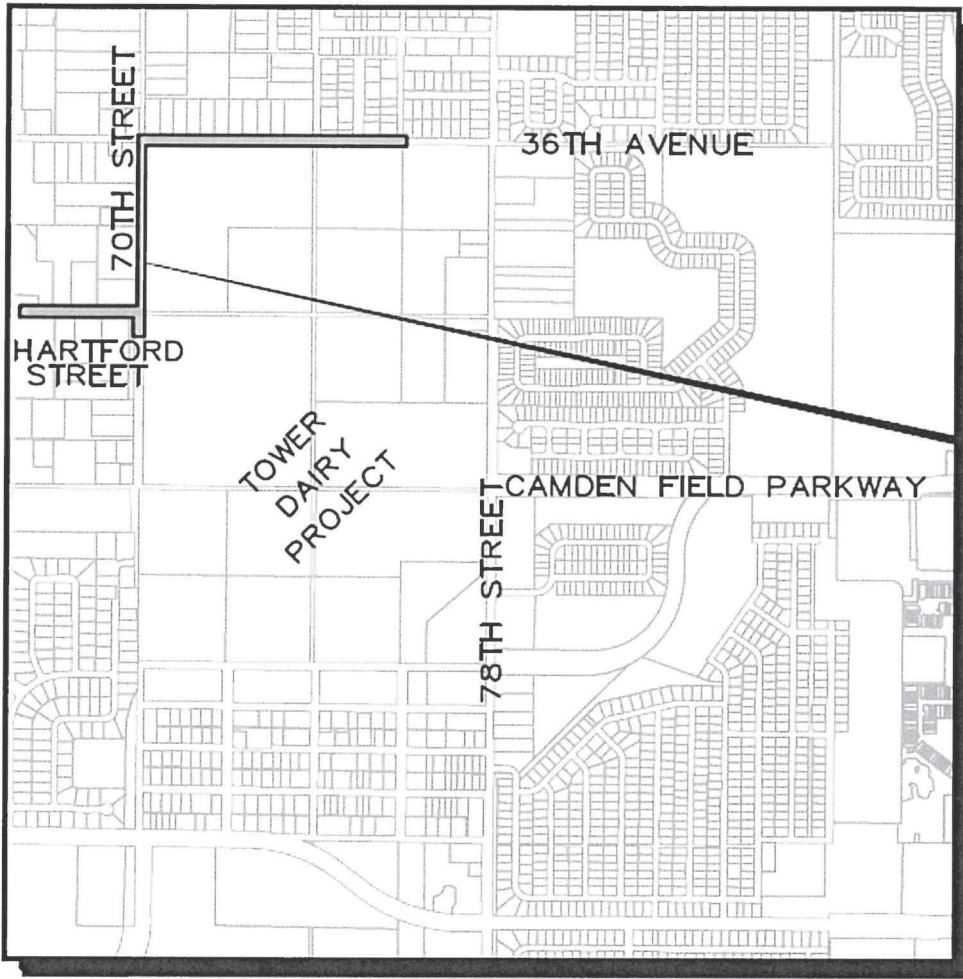 70TH STREET
36TH AVENUE
HARTFORD
STREET
TOWER
DAIRY
PROJECT
78TH STREET
CAMDEN FIELD PARKWAY